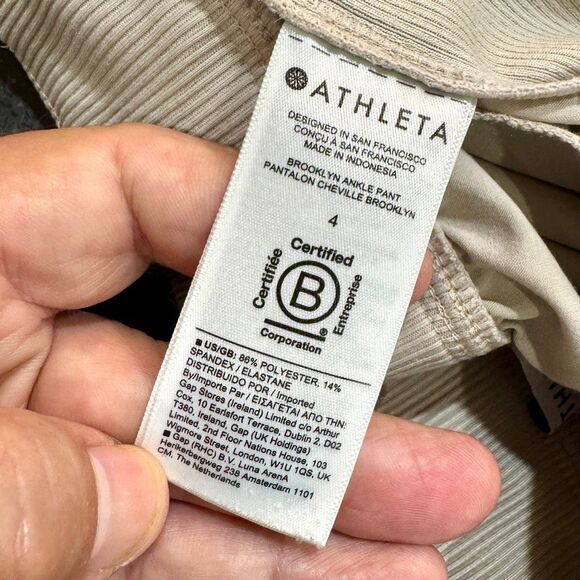 ATHLETA
DESIGNED IN SAN FRANCISCO
CONÇU À SAN FRANCISCO
MADE IN INDONESIA
BROOKLYN ANKLE PANT
PANTALON CHEVILLE BROOKLYN
4
Certified
Certifiée
B
Entreprise
Corporation
■ US/GB: 86% POLYESTER, 14%
SPANDEX / ELASTANE
DISTRIBUIDO POR / Imported
By/Importe Par / ΕΙΣΑΓΕΤΑΙ ΑΠΟ ΤΗΝ:
Gap Stores (Ireland) Limited c/o Arthur
Cox, 10 Earlsfort Terrace, Dublin 2, D02
T380, Ireland, Gap (UK Holdings)
Limited, 2nd Floor Nations House, 103
Wigmore Street, London, W1U 1QS, UK
■ Gap (RHC) B.V. Luna ArenA
Herikerbergweg 238 Amsterdam 1101
CM. The Netherlands